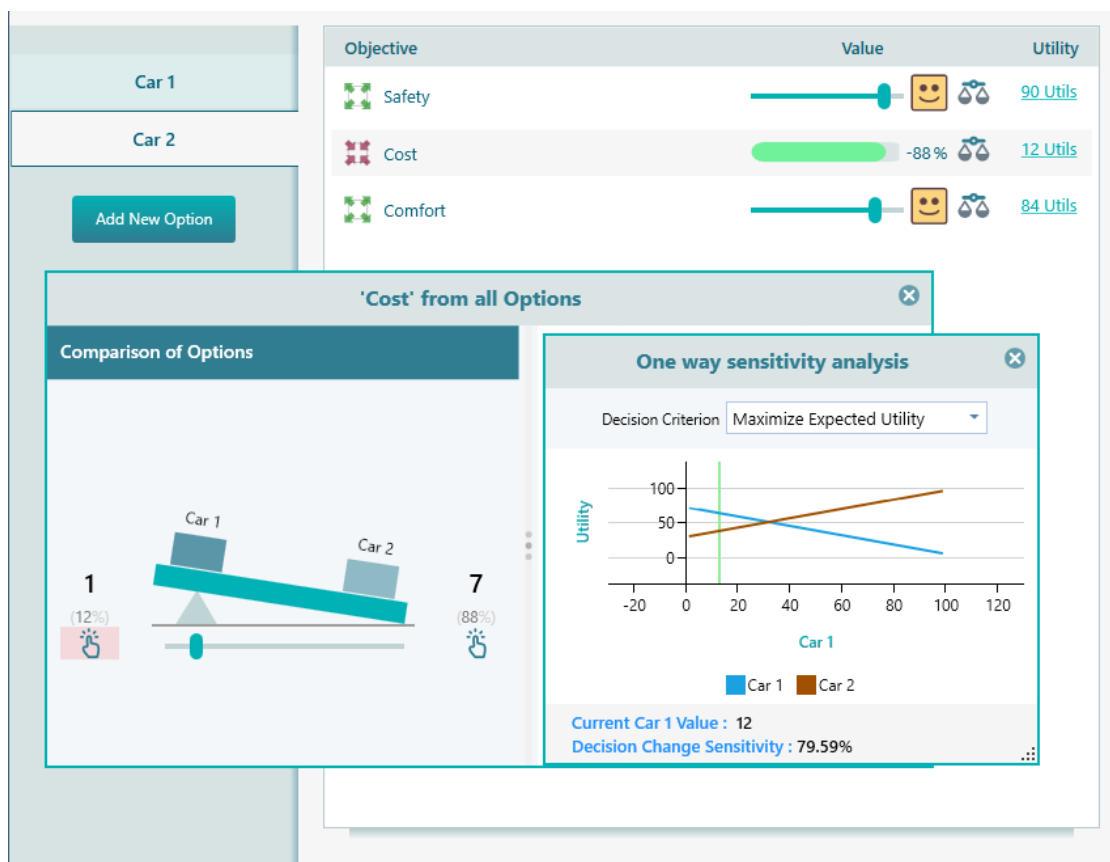 Objective Value Utility
Car 1
Safety 90 Utils
Car 2
Cost -88% 12 Utils
Add New Option
Comfort 84 Utils
'Cost' from all Options
Comparison of Options
Car 1
Car 2
1
7
(12%)
(88%)
One way sensitivity analysis
Decision Criterion Maximize Expected Utility
Utility
100
50
0
-20 0 20 40 60 80 100 120
Car 1
Car 1 Car 2
Current Car 1 Value : 12
Decision Change Sensitivity : 79.59%